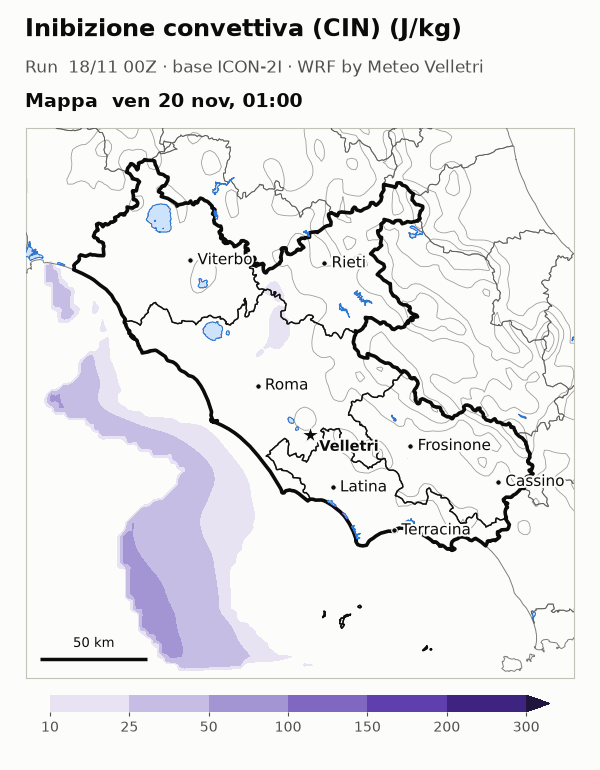 Inibizione convettiva (CIN) (J/kg)
Run  18/11 00Z · base ICON-2I · WRF by Meteo Velletri
Mappa  ven 20 nov, 01:00
Viterbo
Rieti
Roma
Velletri
Frosinone
Cassino
Latina
Terracina
50 km
10 25 50 100 150 200 300